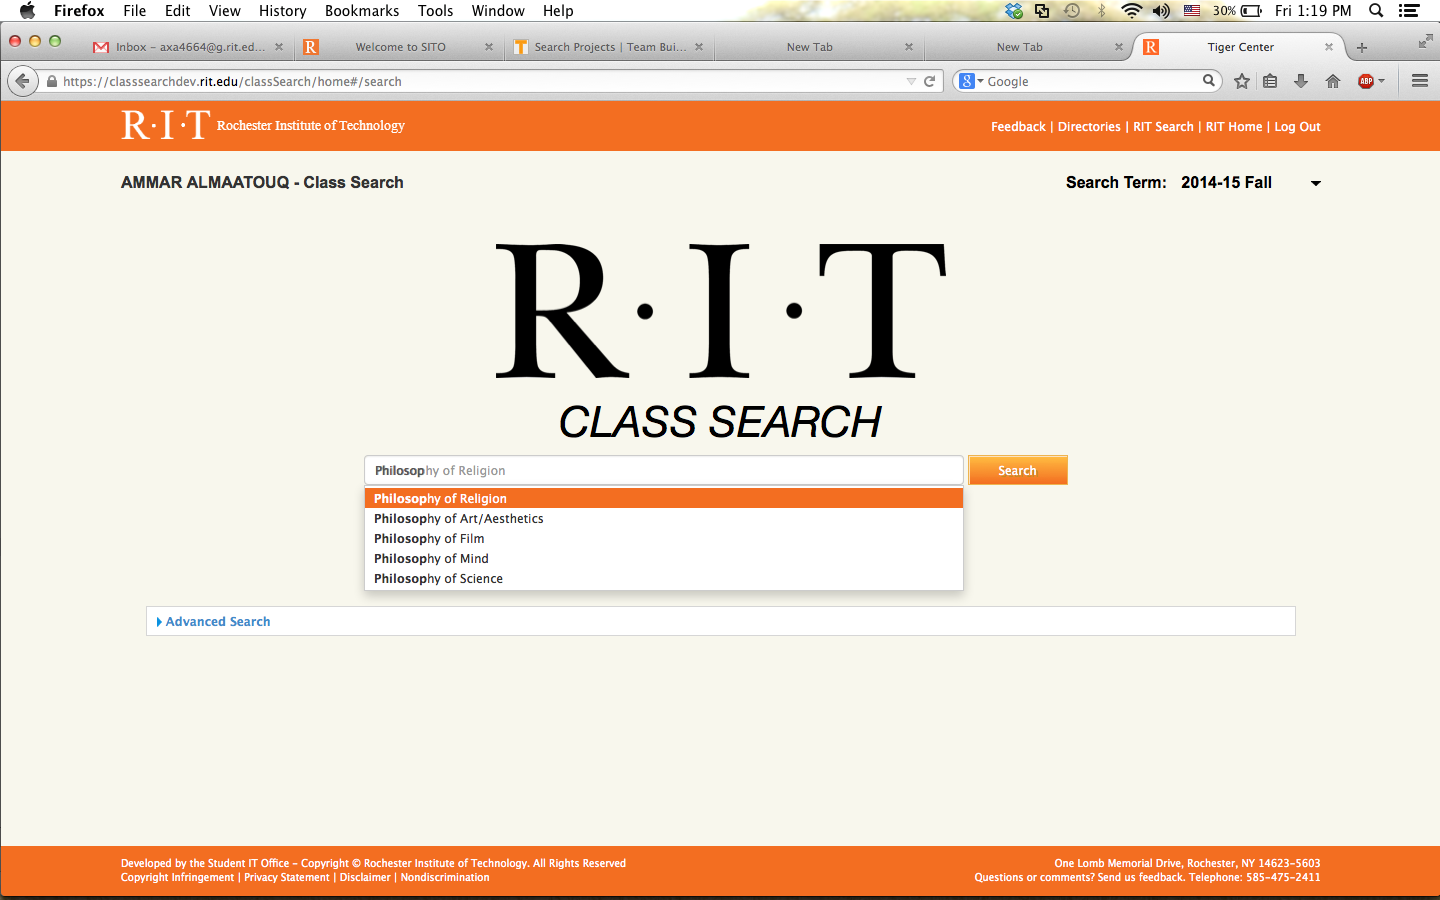 Firefox File Edit View History Bookmarks Tools Window Help 30% Fri 1:19 PM
Inbox – axa4664@g.rit.ed... Welcome to SITO Search Projects | Team Bui... New Tab New Tab Tiger Center
https://classsearchdev.rit.edu/classSearch/home#/search Google ABP
R·I·T Rochester Institute of Technology Feedback | Directories | RIT Search | RIT Home | Log Out
AMMAR ALMAATOUQ - Class Search Search Term: 2014-15 Fall
R·I·T
CLASS SEARCH
Philosophy of Religion Search
Philosophy of Religion
Philosophy of Art/Aesthetics
Philosophy of Film
Philosophy of Mind
Philosophy of Science
Advanced Search
Developed by the Student IT Office – Copyright © Rochester Institute of Technology. All Rights Reserved One Lomb Memorial Drive, Rochester, NY 14623-5603
Copyright Infringement | Privacy Statement | Disclaimer | Nondiscrimination Questions or comments? Send us feedback. Telephone: 585-475-2411